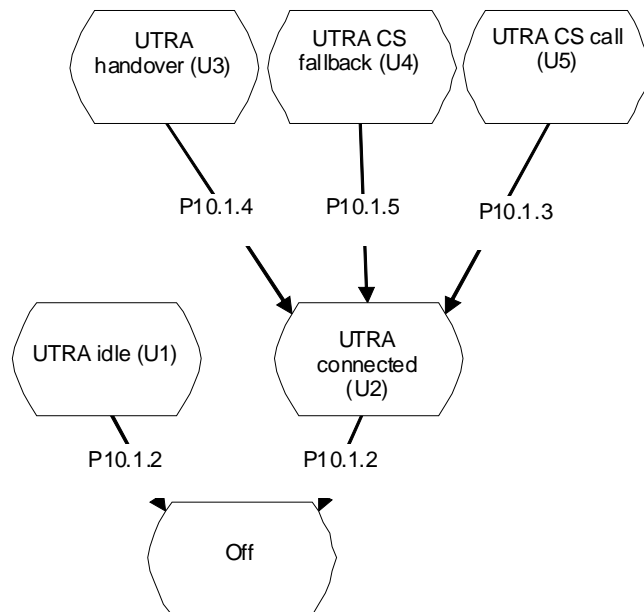 UTRA
handover (U3)
UTRA CS
fallback (U4)
UTRA CS call
(U5)
P10.1.4
P10.1.5
P10.1.3
UTRA idle (U1)
UTRA
connected
(U2)
P10.1.2
P10.1.2
Off